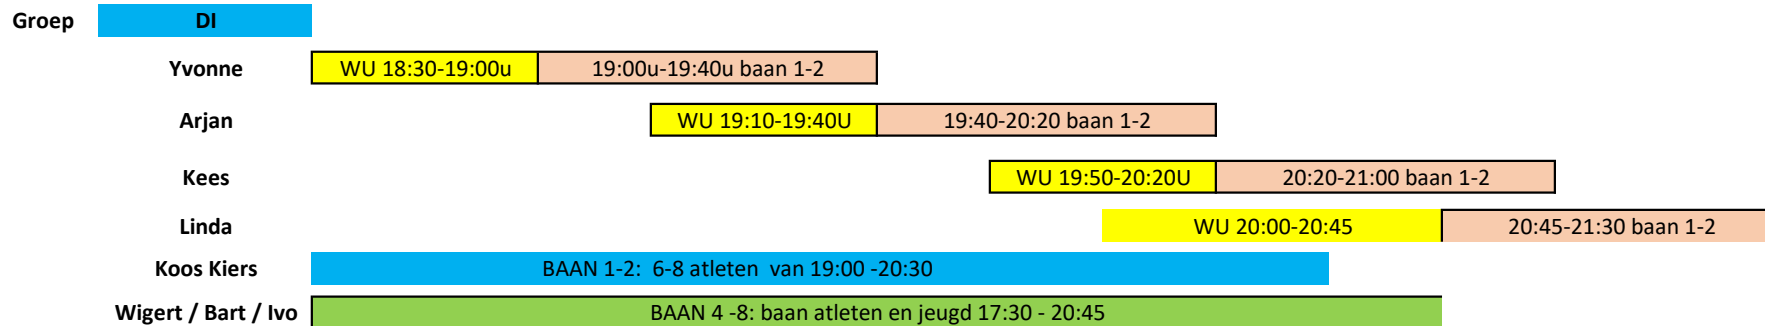 Groep DI
Yvonne WU 18:30-19:00u 19:00u-19:40u baan 1-2
Arjan WU 19:10-19:40U 19:40-20:20 baan 1-2
Kees WU 19:50-20:20U 20:20-21:00 baan 1-2
Linda WU 20:00-20:45 20:45-21:30 baan 1-2
Koos Kiers BAAN 1-2: 6-8 atleten van 19:00 -20:30
Wigert / Bart / Ivo BAAN 4 -8: baan atleten en jeugd 17:30 - 20:45